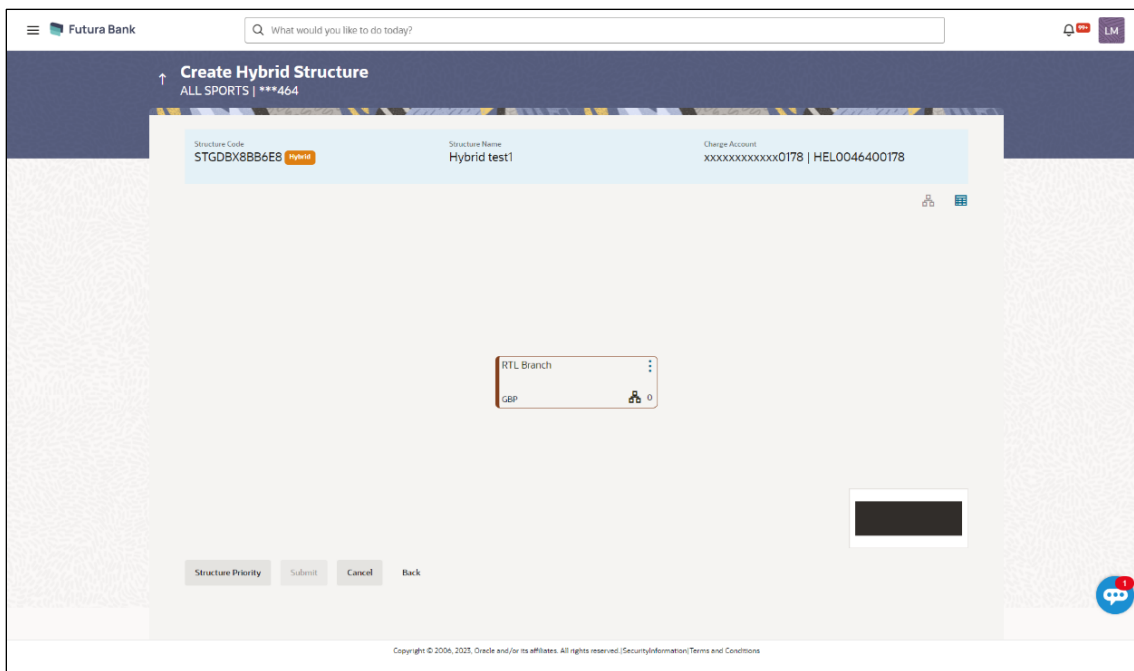 Futura Bank
What would you like to do today?
99+
LM
Create Hybrid Structure
ALL SPORTS | ***464
Structure Code
STGDBX8BB6E8 Hybrid
Structure Name
Hybrid test1
Charge Account
xxxxxxxxxxxx0178 | HEL0046400178
RTL Branch
GBP
0
Structure Priority
Submit
Cancel
Back
1
Copyright © 2006, 2023, Oracle and/or its affiliates. All rights reserved.|SecurityInformation|Terms and Conditions